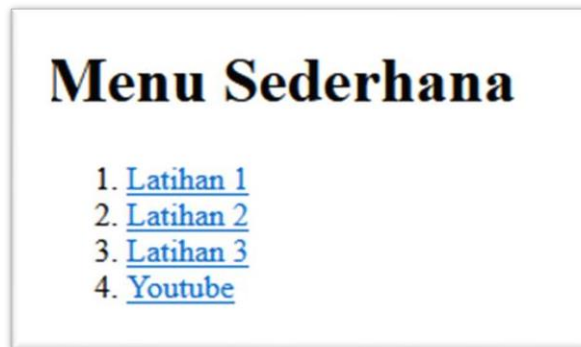 Menu Sederhana
1. Latihan 1
2. Latihan 2
3. Latihan 3
4. Youtube